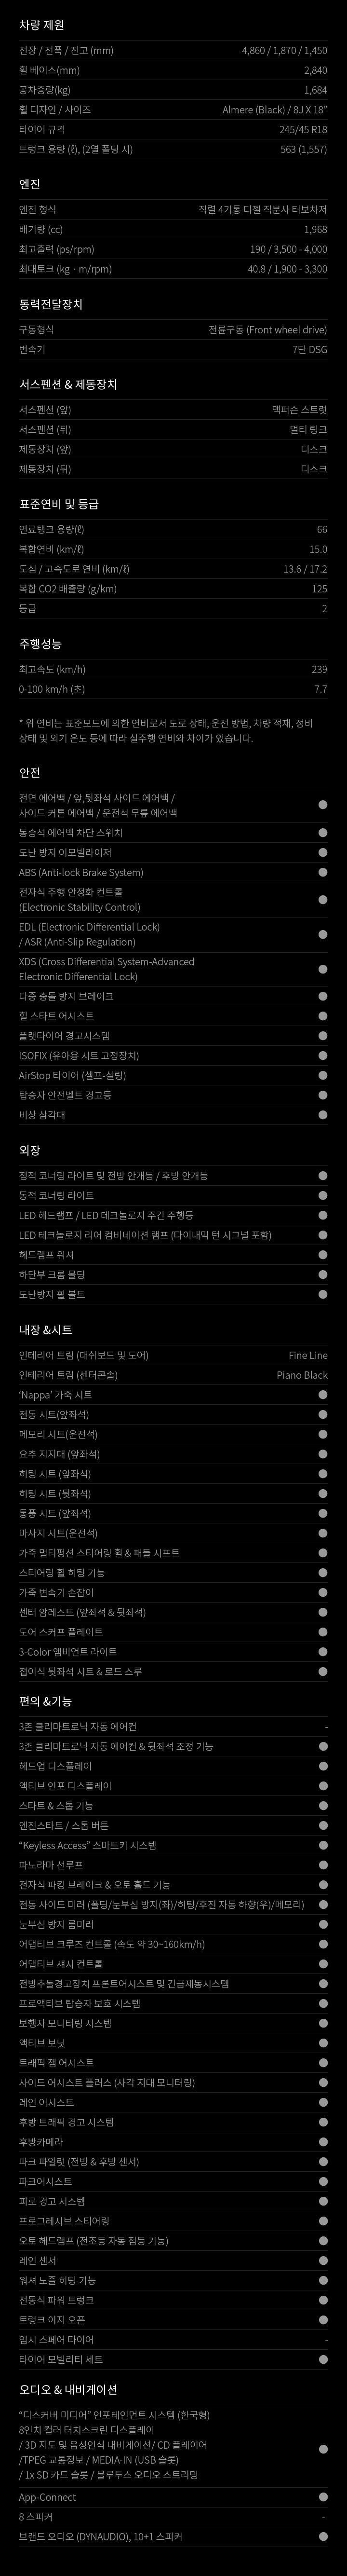 차량 제원
전장 / 전폭 / 전고 (mm) 4,860 / 1,870 / 1,450
휠 베이스(mm) 2,840
공차중량(kg) 1,684
휠 디자인 / 사이즈 Almere (Black) / 8J X 18”
타이어 규격 245/45 R18
트렁크 용량 (ℓ), (2열 폴딩 시) 563 (1,557)
엔진
엔진 형식 직렬 4기통 디젤 직분사 터보차저
배기량 (cc) 1,968
최고출력 (ps/rpm) 190 / 3,500 - 4,000
최대토크 (kg · m/rpm) 40.8 / 1,900 - 3,300
동력전달장치
구동형식 전륜구동 (Front wheel drive)
변속기 7단 DSG
서스펜션 & 제동장치
서스펜션 (앞) 맥퍼슨 스트럿
서스펜션 (뒤) 멀티 링크
제동장치 (앞) 디스크
제동장치 (뒤) 디스크
표준연비 및 등급
연료탱크 용량(ℓ) 66
복합연비 (km/ℓ) 15.0
도심 / 고속도로 연비 (km/ℓ) 13.6 / 17.2
복합 CO2 배출량 (g/km) 125
등급 2
주행성능
최고속도 (km/h) 239
0-100 km/h (초) 7.7
* 위 연비는 표준모드에 의한 연비로서 도로 상태, 운전 방법, 차량 적재, 정비
상태 및 외기 온도 등에 따라 실주행 연비와 차이가 있습니다.
안전
전면 에어백 / 앞,뒷좌석 사이드 에어백 /
사이드 커튼 에어백 / 운전석 무릎 에어백 ●
동승석 에어백 차단 스위치 ●
도난 방지 이모빌라이저 ●
ABS (Anti-lock Brake System) ●
전자식 주행 안정화 컨트롤
(Electronic Stability Control) ●
EDL (Electronic Differential Lock)
/ ASR (Anti-Slip Regulation) ●
XDS (Cross Differential System-Advanced
Electronic Differential Lock) ●
다중 충돌 방지 브레이크 ●
힐 스타트 어시스트 ●
플랫타이어 경고시스템 ●
ISOFIX (유아용 시트 고정장치) ●
AirStop 타이어 (셀프-실링) ●
탑승자 안전벨트 경고등 ●
비상 삼각대 ●
외장
정적 코너링 라이트 및 전방 안개등 / 후방 안개등 ●
동적 코너링 라이트 ●
LED 헤드램프 / LED 테크놀로지 주간 주행등 ●
LED 테크놀로지 리어 컴비네이션 램프 (다이내믹 턴 시그널 포함) ●
헤드램프 워셔 ●
하단부 크롬 몰딩 ●
도난방지 휠 볼트 ●
내장 &시트
인테리어 트림 (대쉬보드 및 도어) Fine Line
인테리어 트림 (센터콘솔) Piano Black
‘Nappa’ 가죽 시트 ●
전동 시트(앞좌석) ●
메모리 시트(운전석) ●
요추 지지대 (앞좌석) ●
히팅 시트 (앞좌석) ●
히팅 시트 (뒷좌석) ●
통풍 시트 (앞좌석) ●
마사지 시트(운전석) ●
가죽 멀티펑션 스티어링 휠 & 패들 시프트 ●
스티어링 휠 히팅 기능 ●
가죽 변속기 손잡이 ●
센터 암레스트 (앞좌석 & 뒷좌석) ●
도어 스커프 플레이트 ●
3-Color 엠비언트 라이트 ●
접이식 뒷좌석 시트 & 로드 스루 ●
편의 &기능
3존 클리마트로닉 자동 에어컨 -
3존 클리마트로닉 자동 에어컨 & 뒷좌석 조정 기능 ●
헤드업 디스플레이 ●
액티브 인포 디스플레이 ●
스타트 & 스톱 기능 ●
엔진스타트 / 스톱 버튼 ●
“Keyless Access” 스마트키 시스템 ●
파노라마 선루프 ●
전자식 파킹 브레이크 & 오토 홀드 기능 ●
전동 사이드 미러 (폴딩/눈부심 방지(좌)/히팅/후진 자동 하향(우)/메모리) ●
눈부심 방지 룸미러 ●
어댑티브 크루즈 컨트롤 (속도 약 30~160km/h) ●
어댑티브 섀시 컨트롤 ●
전방추돌경고장치 프론트어시스트 및 긴급제동시스템 ●
프로액티브 탑승자 보호 시스템 ●
보행자 모니터링 시스템 ●
액티브 보닛 ●
트래픽 잼 어시스트 ●
사이드 어시스트 플러스 (사각 지대 모니터링) ●
레인 어시스트 ●
후방 트래픽 경고 시스템 ●
후방카메라 ●
파크 파일럿 (전방 & 후방 센서) ●
파크어시스트 ●
피로 경고 시스템 ●
프로그레시브 스티어링 ●
오토 헤드램프 (전조등 자동 점등 기능) ●
레인 센서 ●
워셔 노즐 히팅 기능 ●
전동식 파워 트렁크 ●
트렁크 이지 오픈 ●
임시 스페어 타이어 -
타이어 모빌리티 세트 ●
오디오 & 내비게이션
“디스커버 미디어” 인포테인먼트 시스템 (한국형)
8인치 컬러 터치스크린 디스플레이
/ 3D 지도 및 음성인식 내비게이션/ CD 플레이어 ●
/TPEG 교통정보 / MEDIA-IN (USB 슬롯)
/ 1x SD 카드 슬롯 / 블루투스 오디오 스트리밍
App-Connect ●
8 스피커 -
브랜드 오디오 (DYNAUDIO), 10+1 스피커 ●